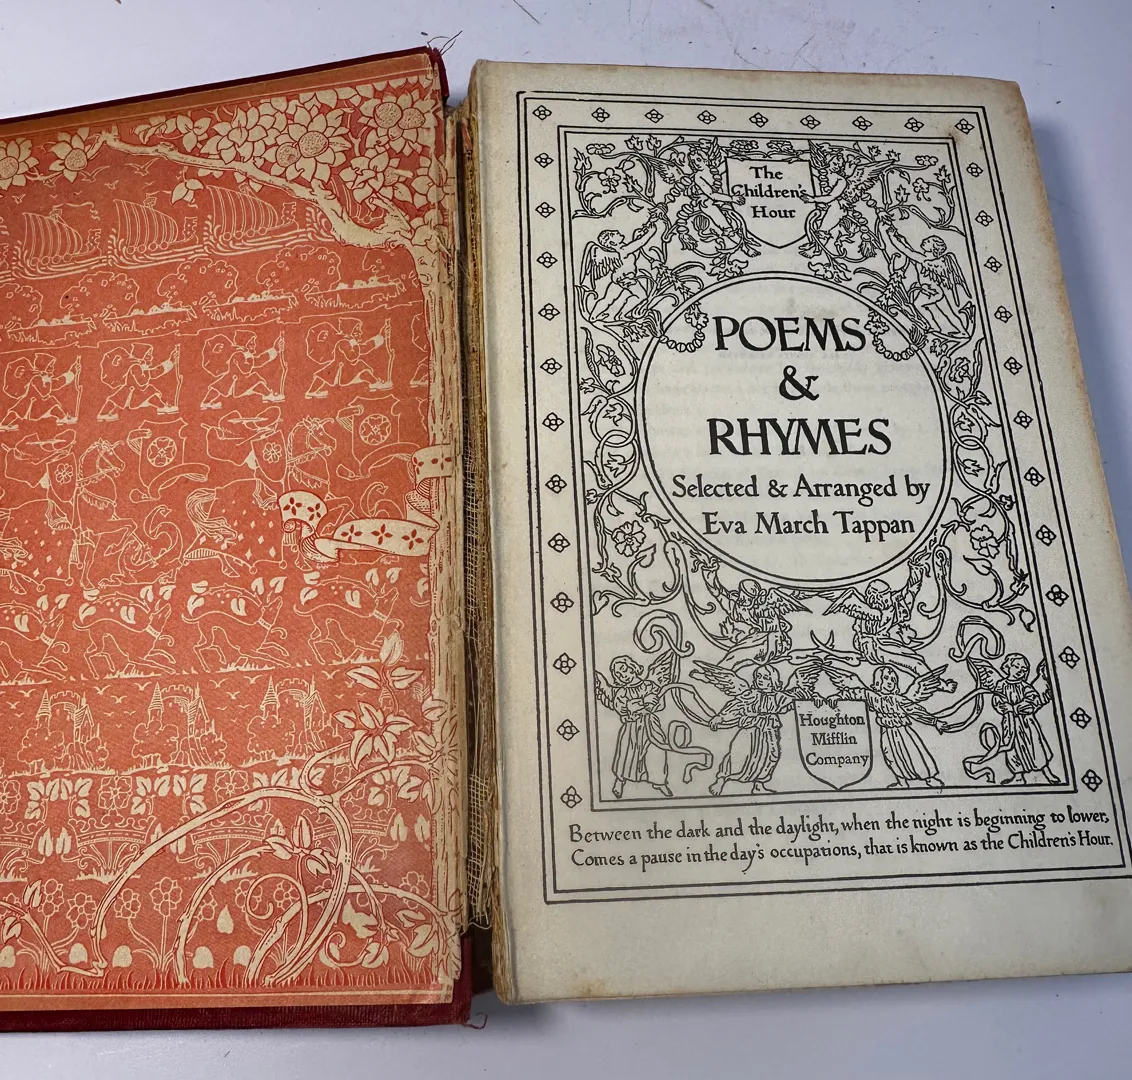 The
Children's
Hour
POEMS
&
RHYMES
Selected & Arranged by
Eva March Tappan
Houghton
Mifflin
Company
Between the dark and the daylight, when the night is beginning to lower,
Comes a pause in the day's occupations, that is known as the Children's Hour.